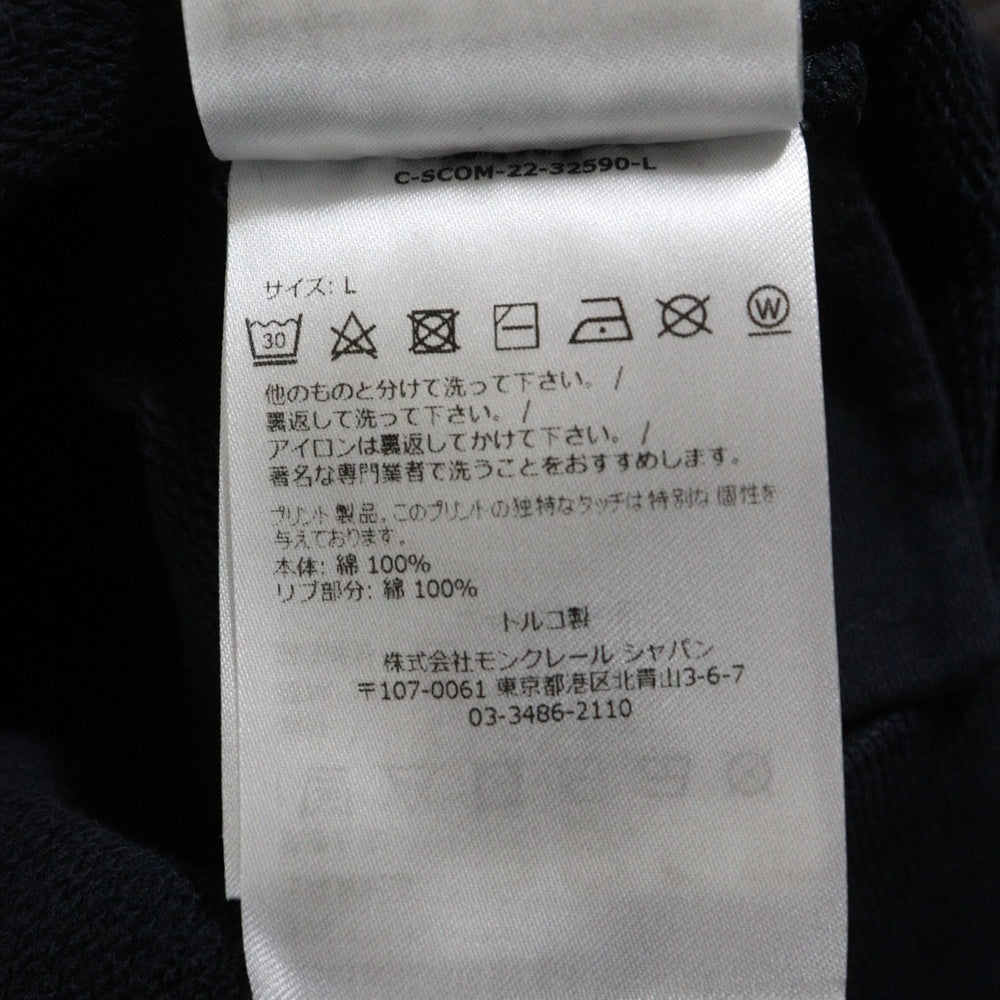 C-SCOM-22-32590-L
サイズ: L
30
W
他のものと分けて洗って下さい。 /
裏返して洗って下さい。 /
アイロンは裏返してかけて下さい。 /
著名な専門業者で洗うことをおすすめします。
プリント 製品。このプリントの独特なタッチは特別な 個性を
与えております。
本体: 綿 100%
リブ部分: 綿 100%
トルコ製
株式会社モンクレール シャパン
〒107-0061 東京都港区北青山3-6-7
03-3486-2110